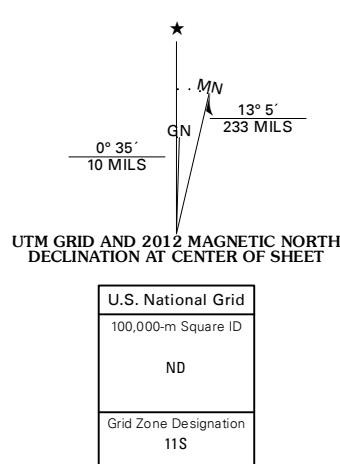 ★
MN
13° 5´
233 MILS
GN
0° 35´
10 MILS
UTM GRID AND 2012 MAGNETIC NORTH
DECLINATION AT CENTER OF SHEET
U.S. National Grid
100,000-m Square ID
ND
Grid Zone Designation
11S